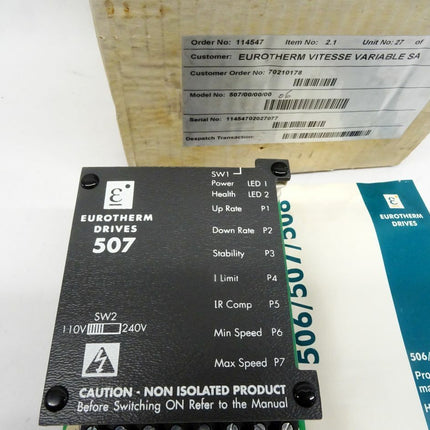 Order No: 114547 Item No: 2.1 Unit No: 27 of
Customer: EUROTHERM VITESSE VARIABLE SA
Customer Order No: 70210178
Model No: 507/00/00/00
Serial No: 11454702027077
Despatch Transaction:
SW1
Power LED 1
Health LED 2
Up Rate P1
Down Rate P2
Stability P3
I Limit P4
IR Comp P5
Min Speed P6
Max Speed P7
EUROTHERM
DRIVES
507
SW2
110V 240V
CAUTION - NON ISOLATED PRODUCT
Before Switching ON Refer to the Manual
506/507/508
EUROTHERM
DRIVES
506/
Pro
ma
H